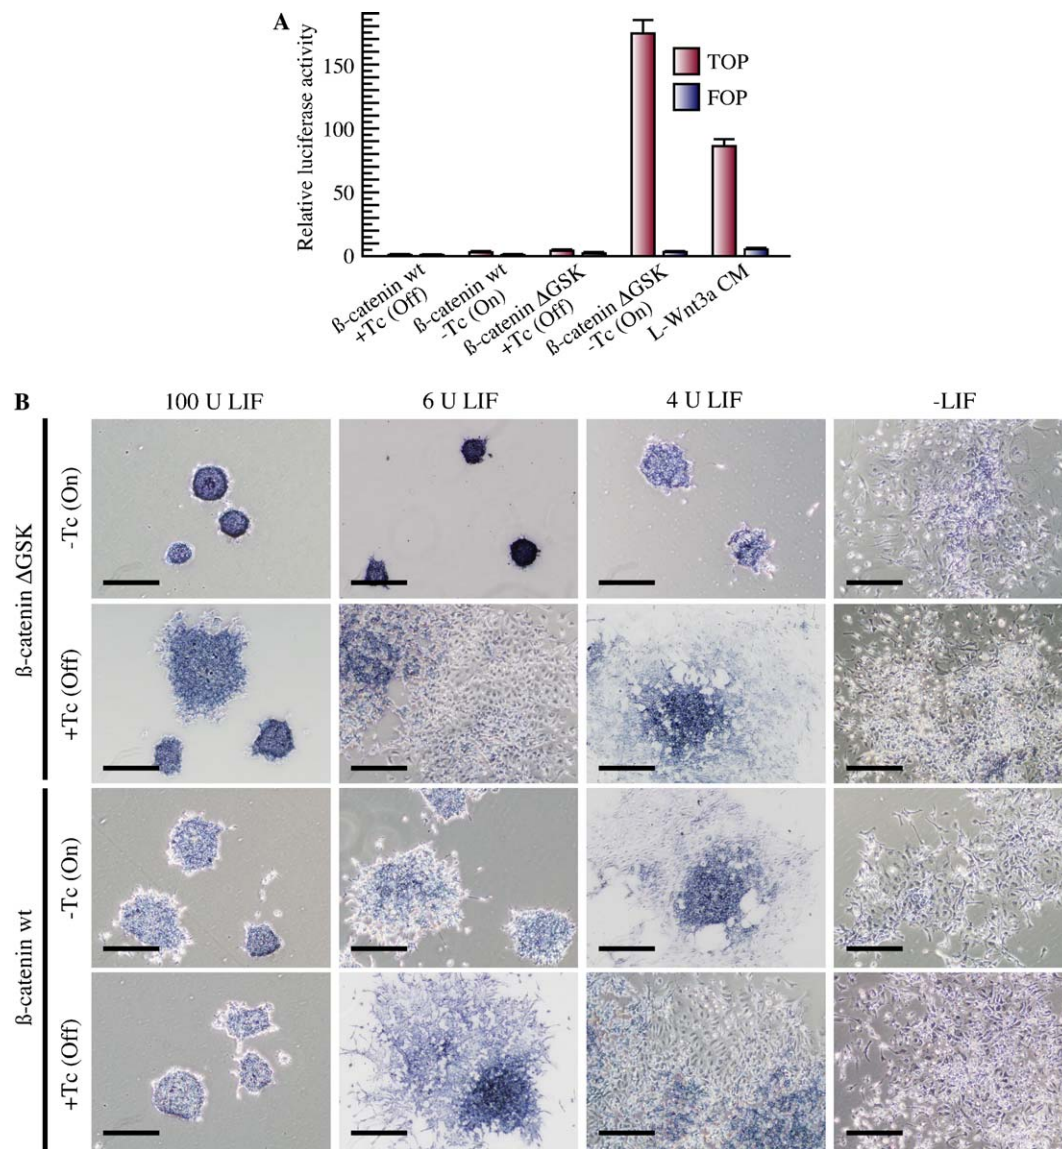 A
Relative luciferase activity
150
100
50
0
TOP
FOP
ß-catenin wt
+Tc (Off)
ß-catenin wt
-Tc (On)
ß-catenin ΔGSK
+Tc (Off)
ß-catenin ΔGSK
-Tc (On)
L-Wnt3a CM
B
100 U LIF
6 U LIF
4 U LIF
-LIF
ß-catenin ΔGSK
-Tc (On)
+Tc (Off)
ß-catenin wt
-Tc (On)
+Tc (Off)